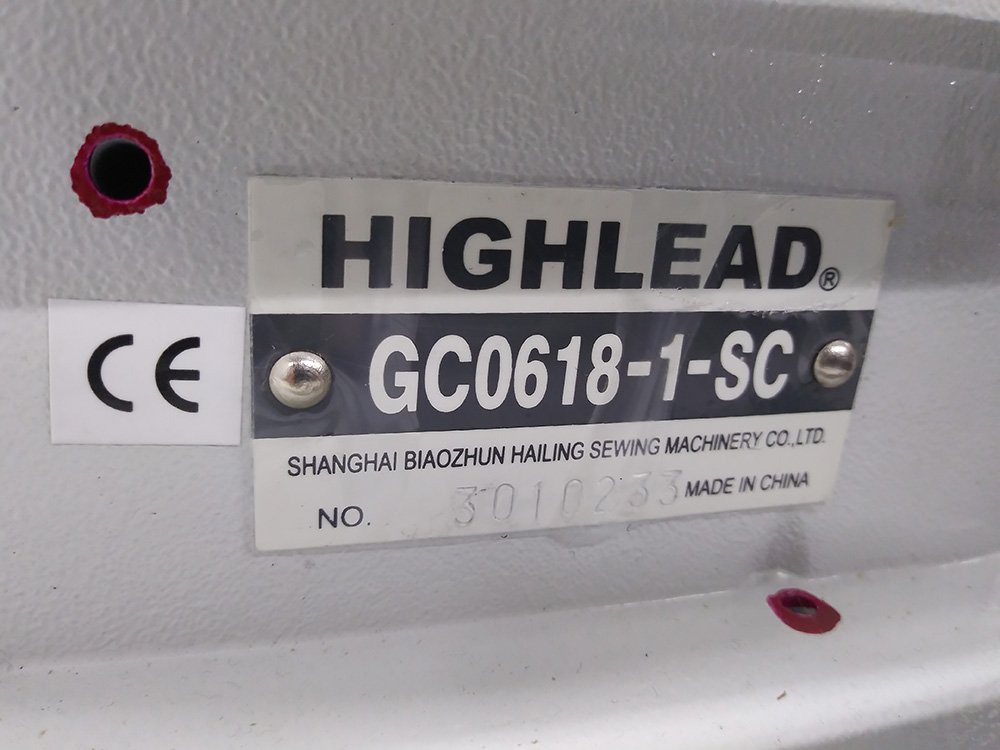 HIGHLEAD®
CE
GC0618-1-SC
SHANGHAI BIAOZHUN HAILING SEWING MACHINERY CO.,LTD.
NO. 3010233 MADE IN CHINA